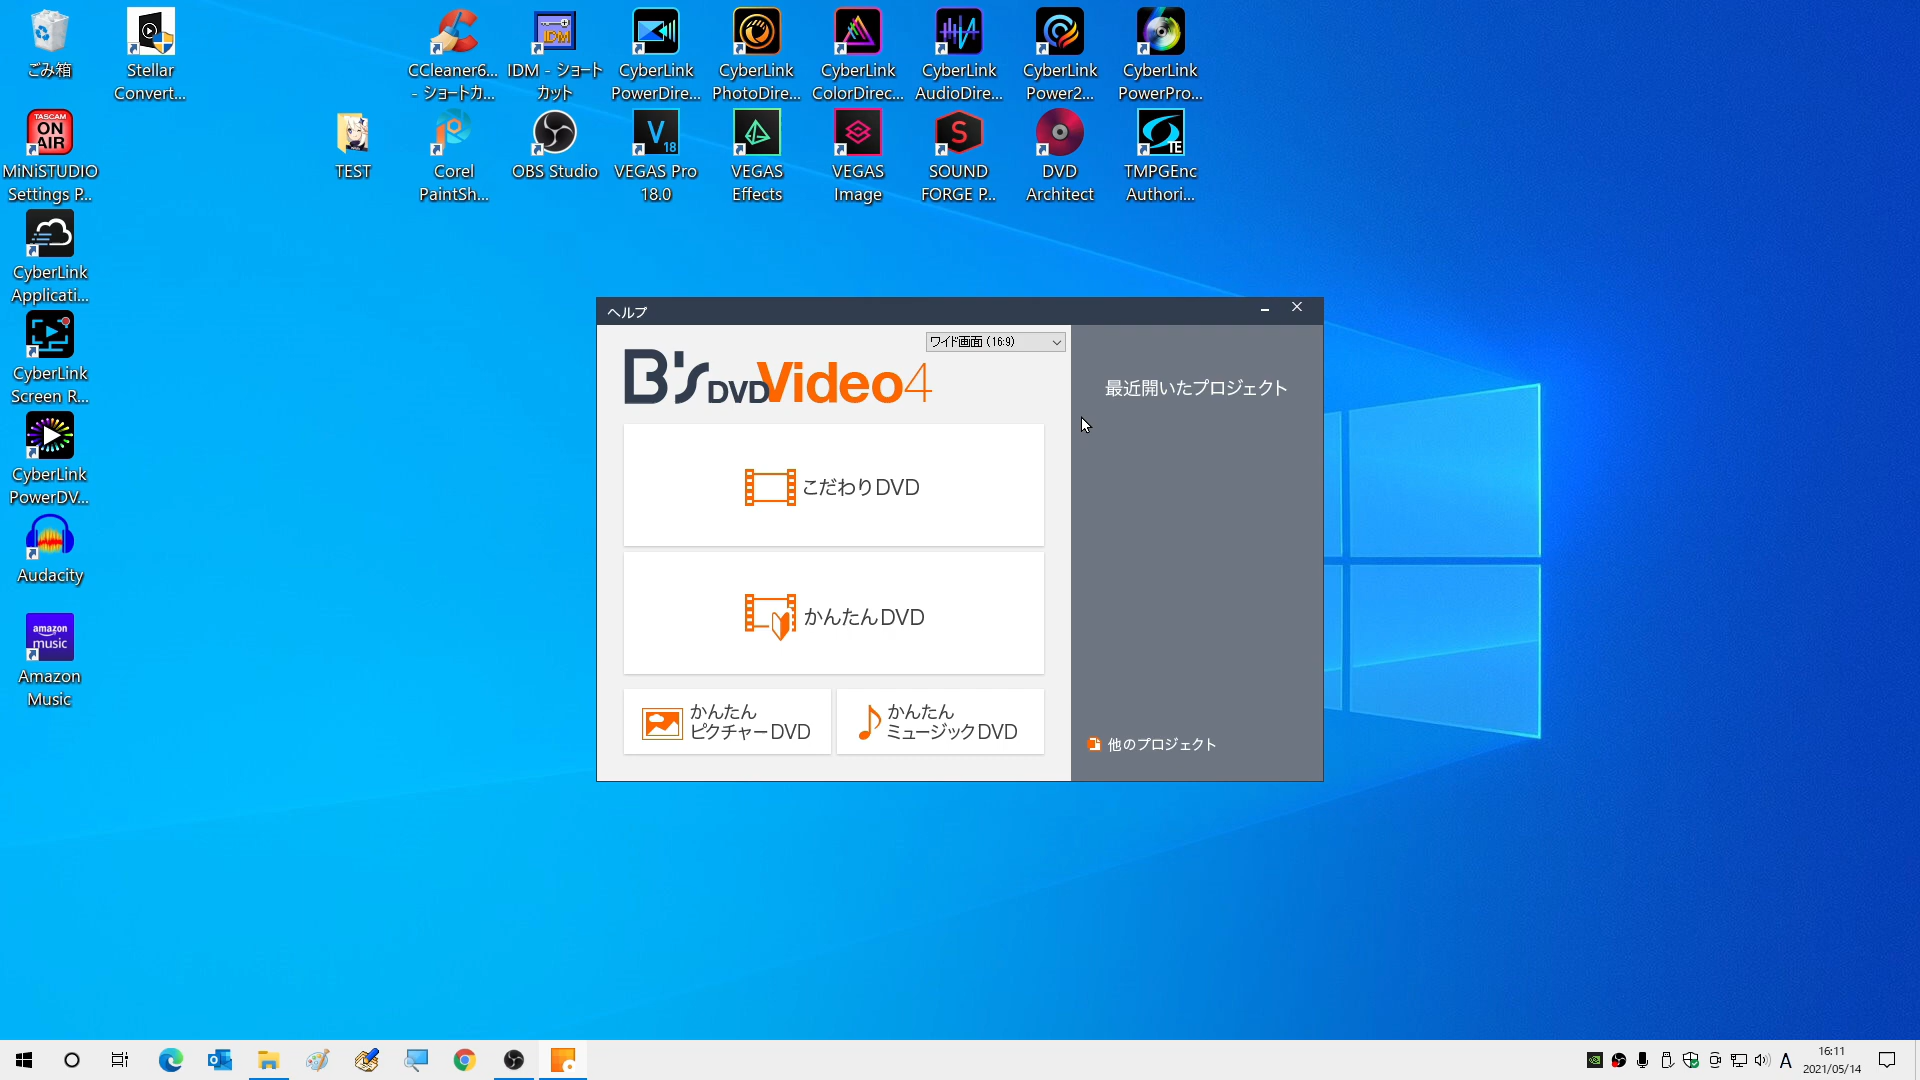 ごみ箱
Stellar
Convert...
CCleaner6...
- ショートカ...
IDM - ショート
カット
IDM
CyberLink
PowerDire...
CyberLink
PhotoDire...
CyberLink
ColorDirec...
CyberLink
AudioDire...
CyberLink
Power2...
CyberLink
PowerPro...
TASCAM
ON
AIR
MiNiSTUDIO
Settings P...
TEST
Corel
PaintSh...
OBS Studio
V
18
VEGAS Pro
18.0
VEGAS
Effects
VEGAS
Image
S
SOUND
FORGE P...
DVD
Architect
TE
TMPGEnc
Authori...
CyberLink
Applicati...
CyberLink
Screen R...
CyberLink
PowerDV...
Audacity
amazon
music
Amazon
Music
ヘルプ
ワイド画面 (16:9)
B's DVD Video4
最近開いたプロジェクト
こだわりDVD
かんたんDVD
かんたん
ピクチャーDVD
かんたん
ミュージックDVD
他のプロジェクト
A
16:11
2021/05/14